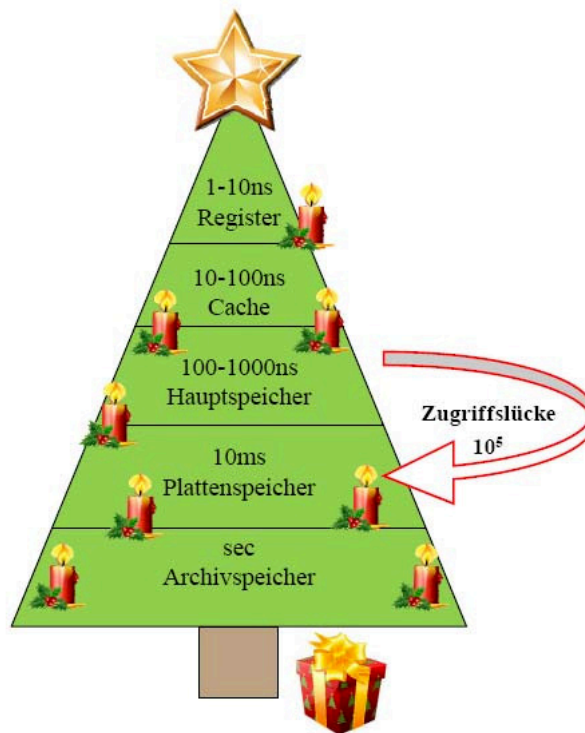 1-10ns
Register
10-100ns
Cache
100-1000ns
Hauptspeicher
Zugriffslücke
10⁵
10ms
Plattenspeicher
sec
Archivspeicher